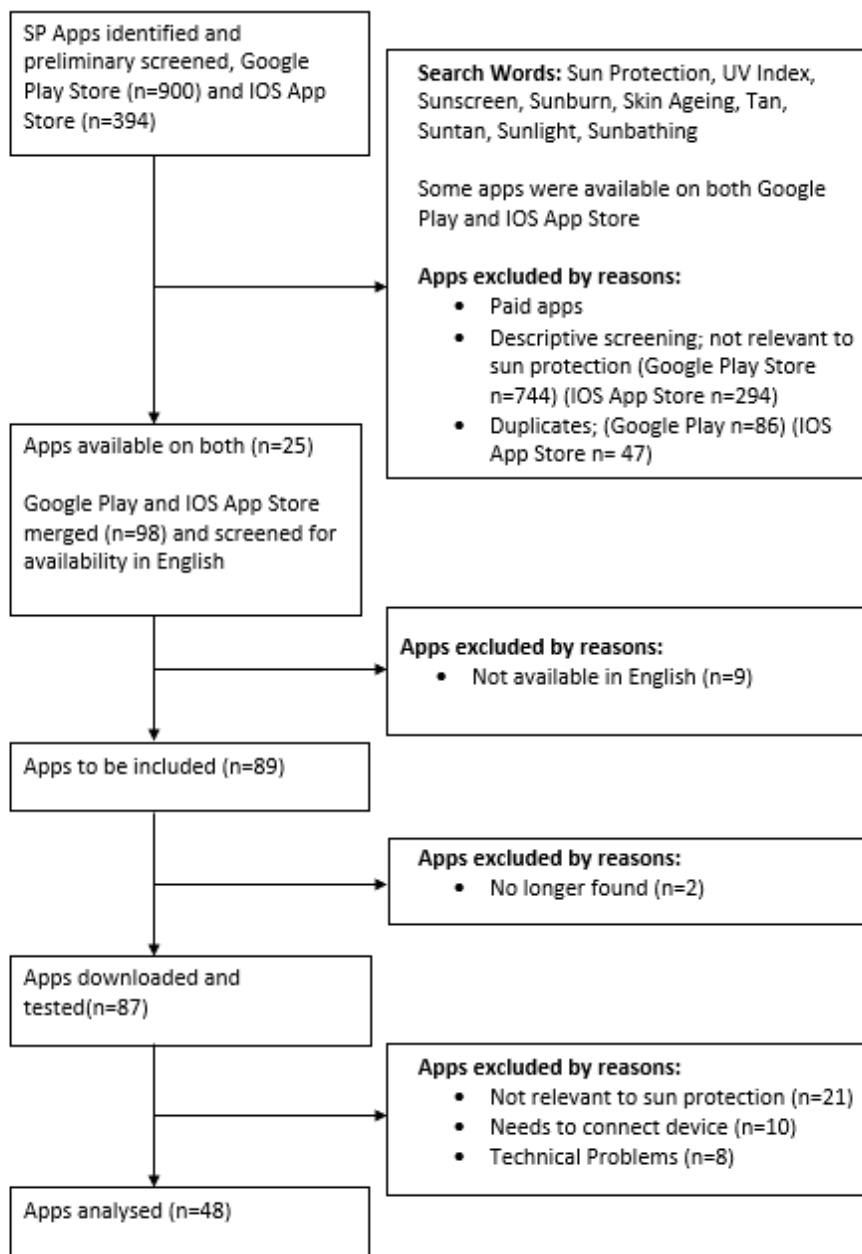 SP Apps identified and
preliminary screened, Google
Play Store (n=900) and IOS App
Store (n=394)
Search Words: Sun Protection, UV Index,
Sunscreen, Sunburn, Skin Ageing, Tan,
Suntan, Sunlight, Sunbathing
Some apps were available on both Google
Play and IOS App Store
Apps excluded by reasons:
• Paid apps
• Descriptive screening; not relevant to
sun protection (Google Play Store
n=744) (IOS App Store n=294)
• Duplicates; (Google Play n=86) (IOS
App Store n= 47)
Apps available on both (n=25)
Google Play and IOS App Store
merged (n=98) and screened for
availability in English
Apps excluded by reasons:
• Not available in English (n=9)
Apps to be included (n=89)
Apps excluded by reasons:
• No longer found (n=2)
Apps downloaded and
tested(n=87)
Apps excluded by reasons:
• Not relevant to sun protection (n=21)
• Needs to connect device (n=10)
• Technical Problems (n=8)
Apps analysed (n=48)